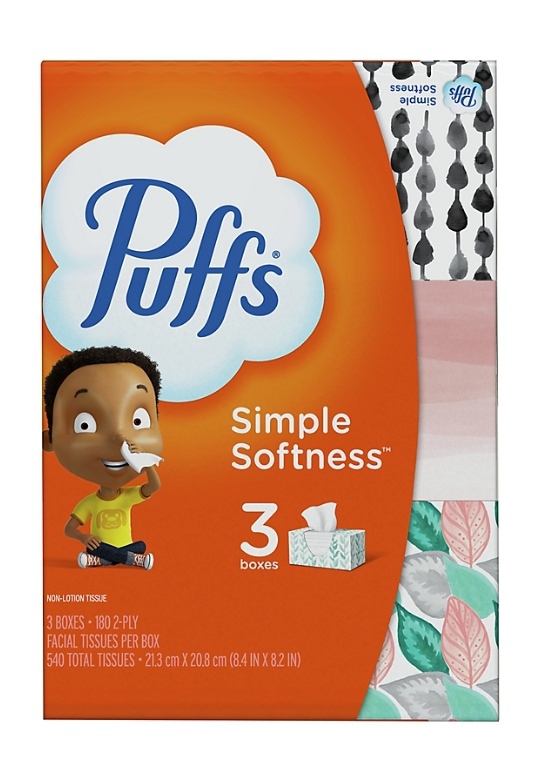 Puffs
Simple
Softness
Puffs®
Simple
Softness™
3
boxes
NON-LOTION TISSUE
3 BOXES • 180 2-PLY
FACIAL TISSUES PER BOX
540 TOTAL TISSUES • 21.3 cm X 20.8 cm (8.4 IN X 8.2 IN)